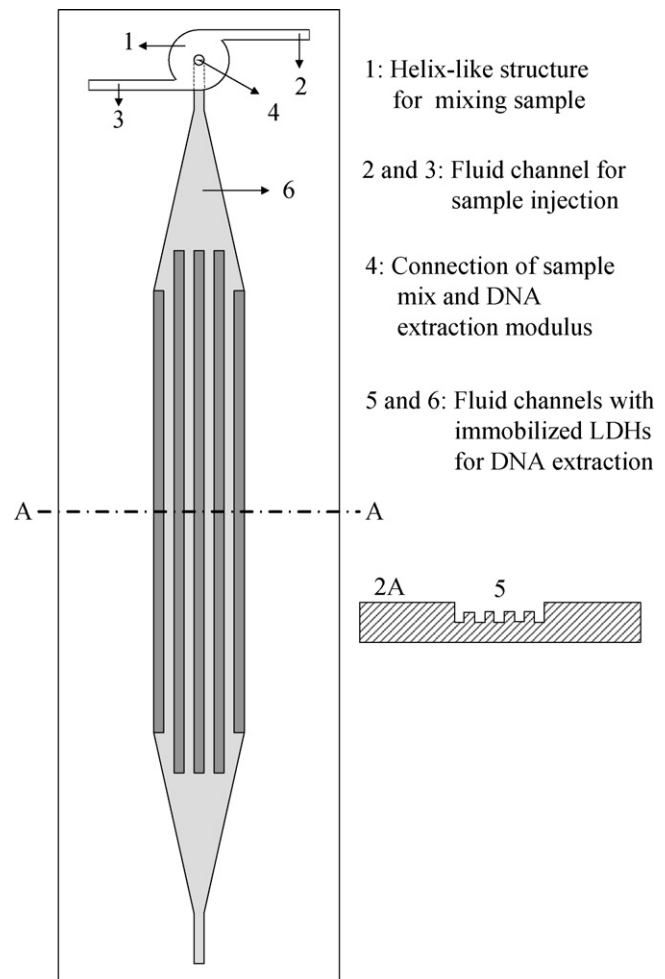 1
2
3
4
6
1: Helix-like structure
for mixing sample
2 and 3: Fluid channel for
sample injection
4: Connection of sample
mix and DNA
extraction modulus
5 and 6: Fluid channels with
immobilized LDHs
for DNA extraction
A
A
2A
5